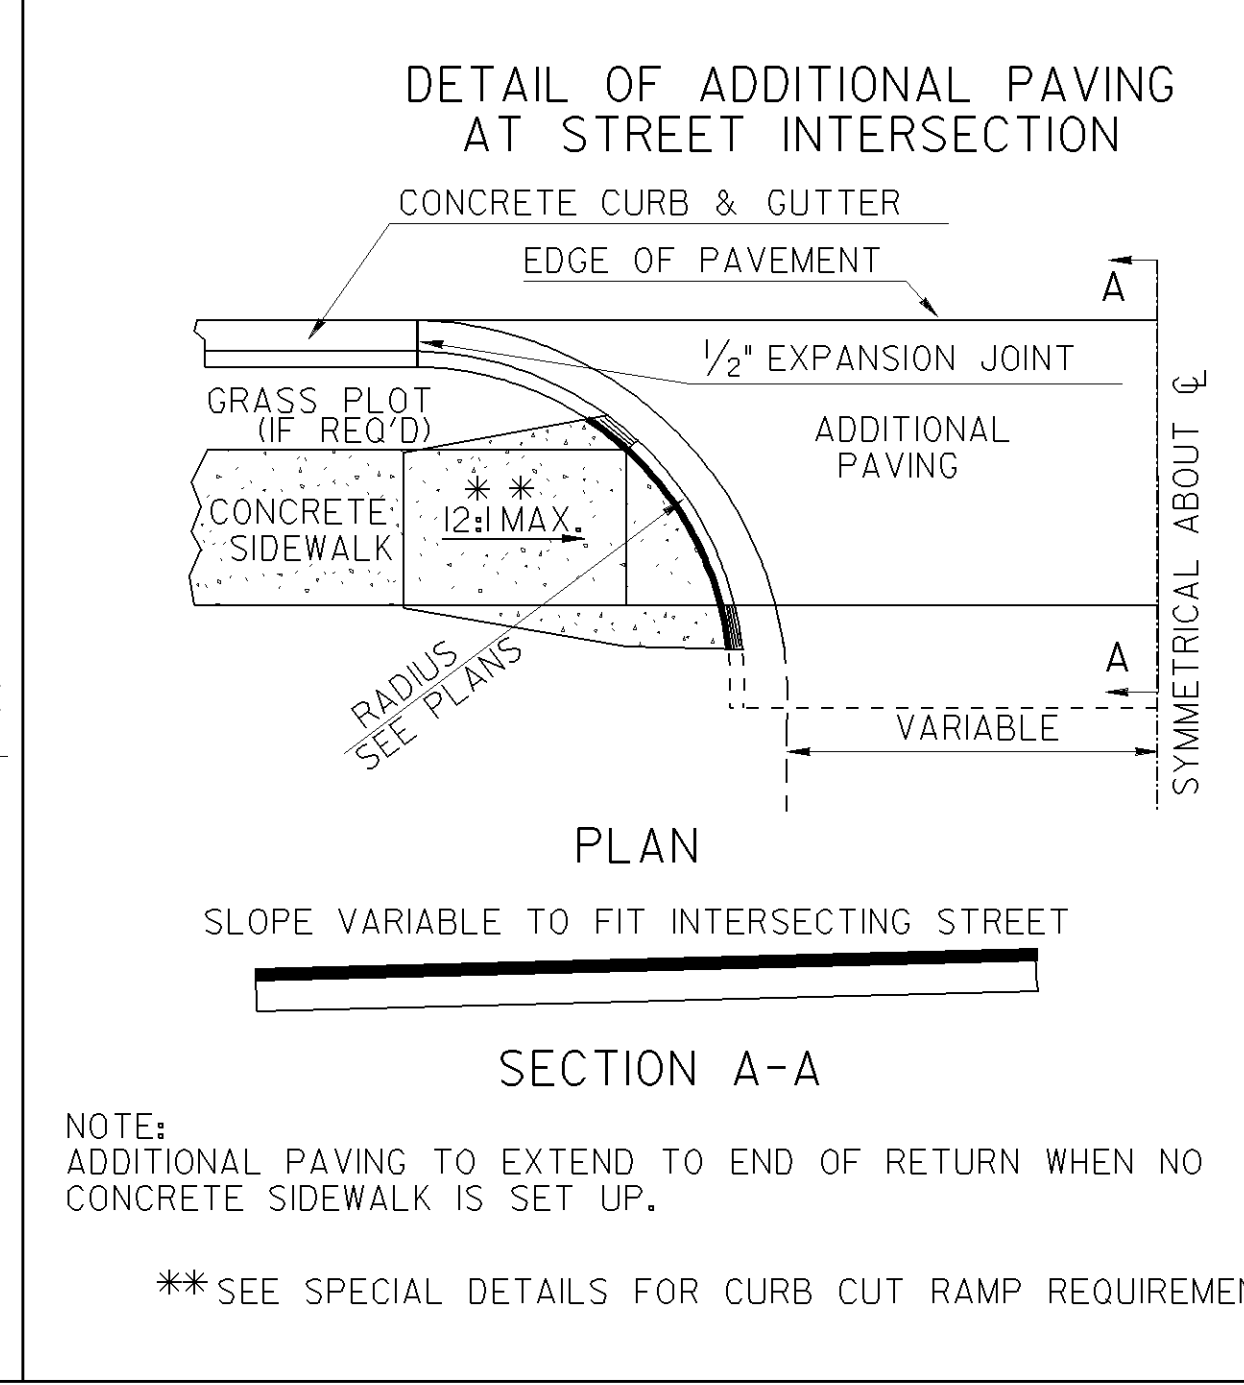 DETAIL OF ADDITIONAL PAVING
AT STREET INTERSECTION
CONCRETE CURB & GUTTER
EDGE OF PAVEMENT
A
1/2" EXPANSION JOINT
GRASS PLOT
(IF REQ'D)
ADDITIONAL
PAVING
** 
12:1 MAX.
CONCRETE
SIDEWALK
SYMMETRICAL ABOUT ℄
RADIUS
SEE PLANS
A
VARIABLE
PLAN
SLOPE VARIABLE TO FIT INTERSECTING STREET
SECTION A-A
NOTE:
ADDITIONAL PAVING TO EXTEND TO END OF RETURN WHEN NO
CONCRETE SIDEWALK IS SET UP.
** SEE SPECIAL DETAILS FOR CURB CUT RAMP